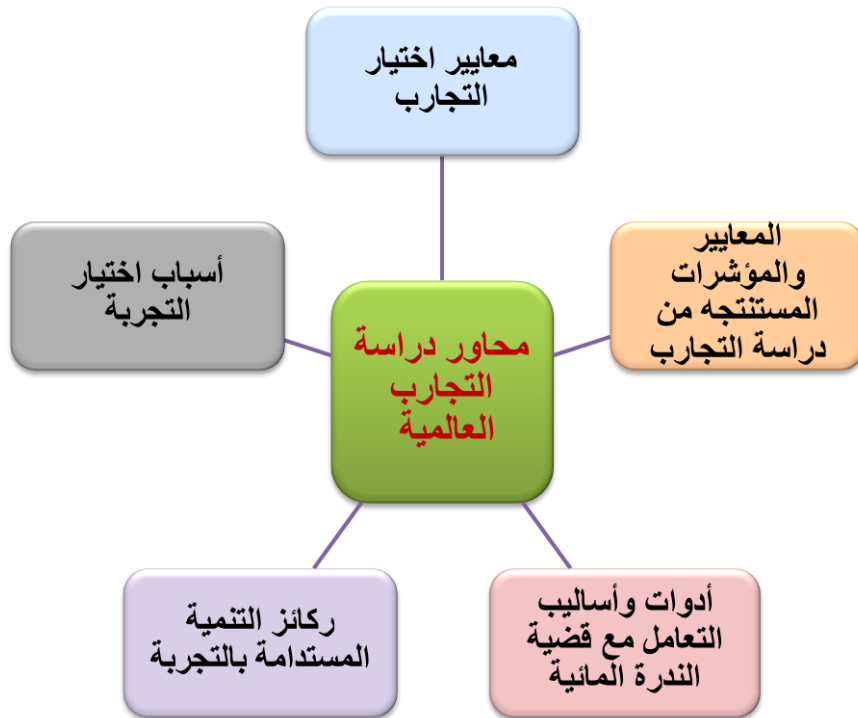 معايير اختيار
التجارب
المعايير
والمؤشرات
المستنتجه من
دراسة التجارب
أسباب اختيار
التجربة
محاور دراسة
التجارب
العالمية
أدوات وأساليب
التعامل مع قضية
الندرة المائية
ركائز التنمية
المستدامة بالتجربة